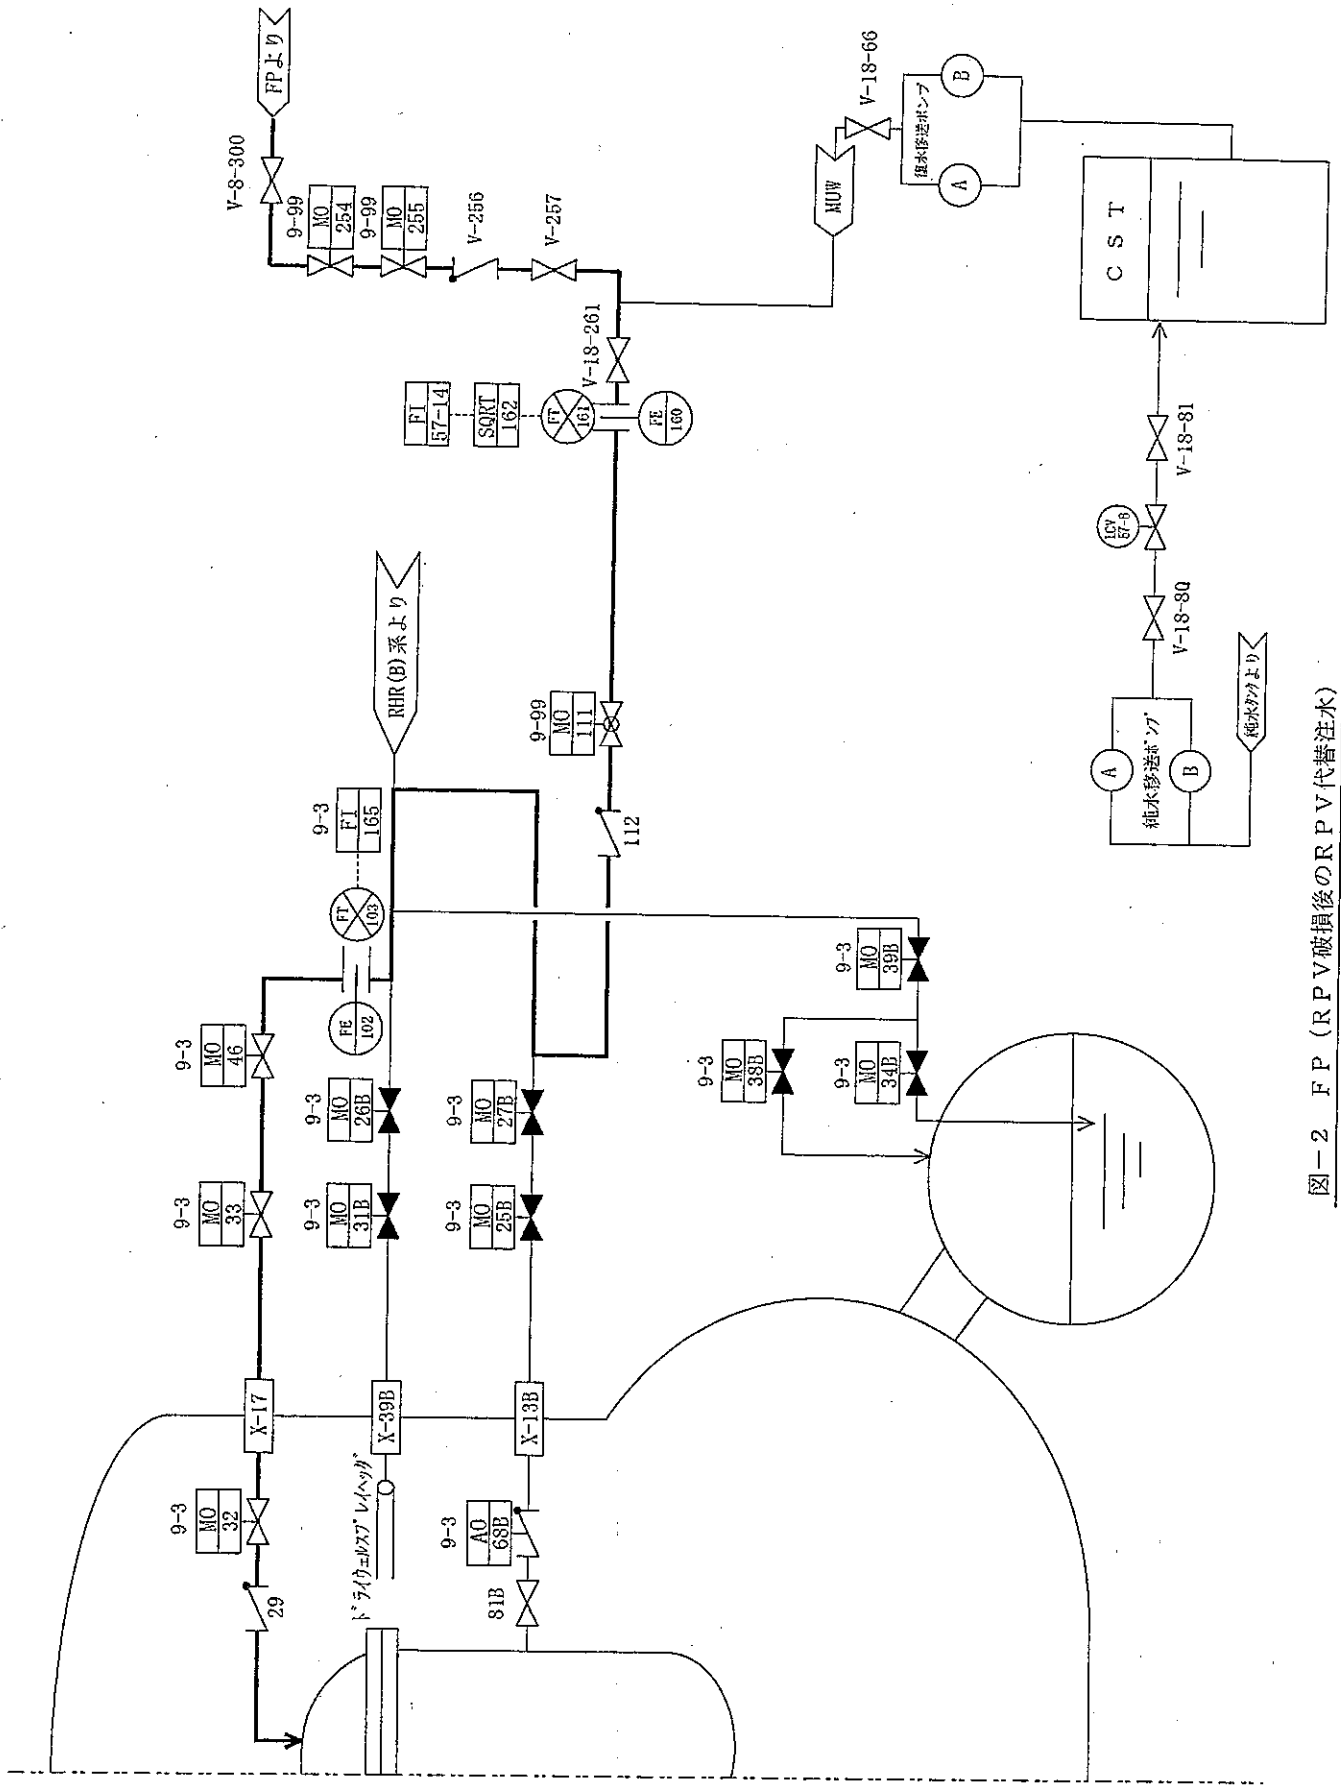 FPより
V-8-300
9-99
MO
254
9-99
MO
255
V-256
V-257
V-18-261
FI
57-14
SQRT
162
FT
161
FE
160
MUW
V-18-66
復水移送ポンプ
A
B
CST
V-18-81
LCV
57-8
V-18-80
純水移送ポンプ
A
B
純水タンクより
RHR(B)系より
9-99
MO
111
112
9-3
FI
165
FT
103
FE
102
9-3
MO
46
9-3
MO
33
9-3
MO
26B
9-3
MO
31B
9-3
MO
27B
9-3
MO
25B
9-3
MO
39B
9-3
MO
38B
9-3
MO
34B
X-17
X-39B
X-13B
9-3
MO
32
29
ドライウェルスプレイヘッダ
9-3
AO
68B
81B
図-2 FP(RPV破損後のRPV代替注水)